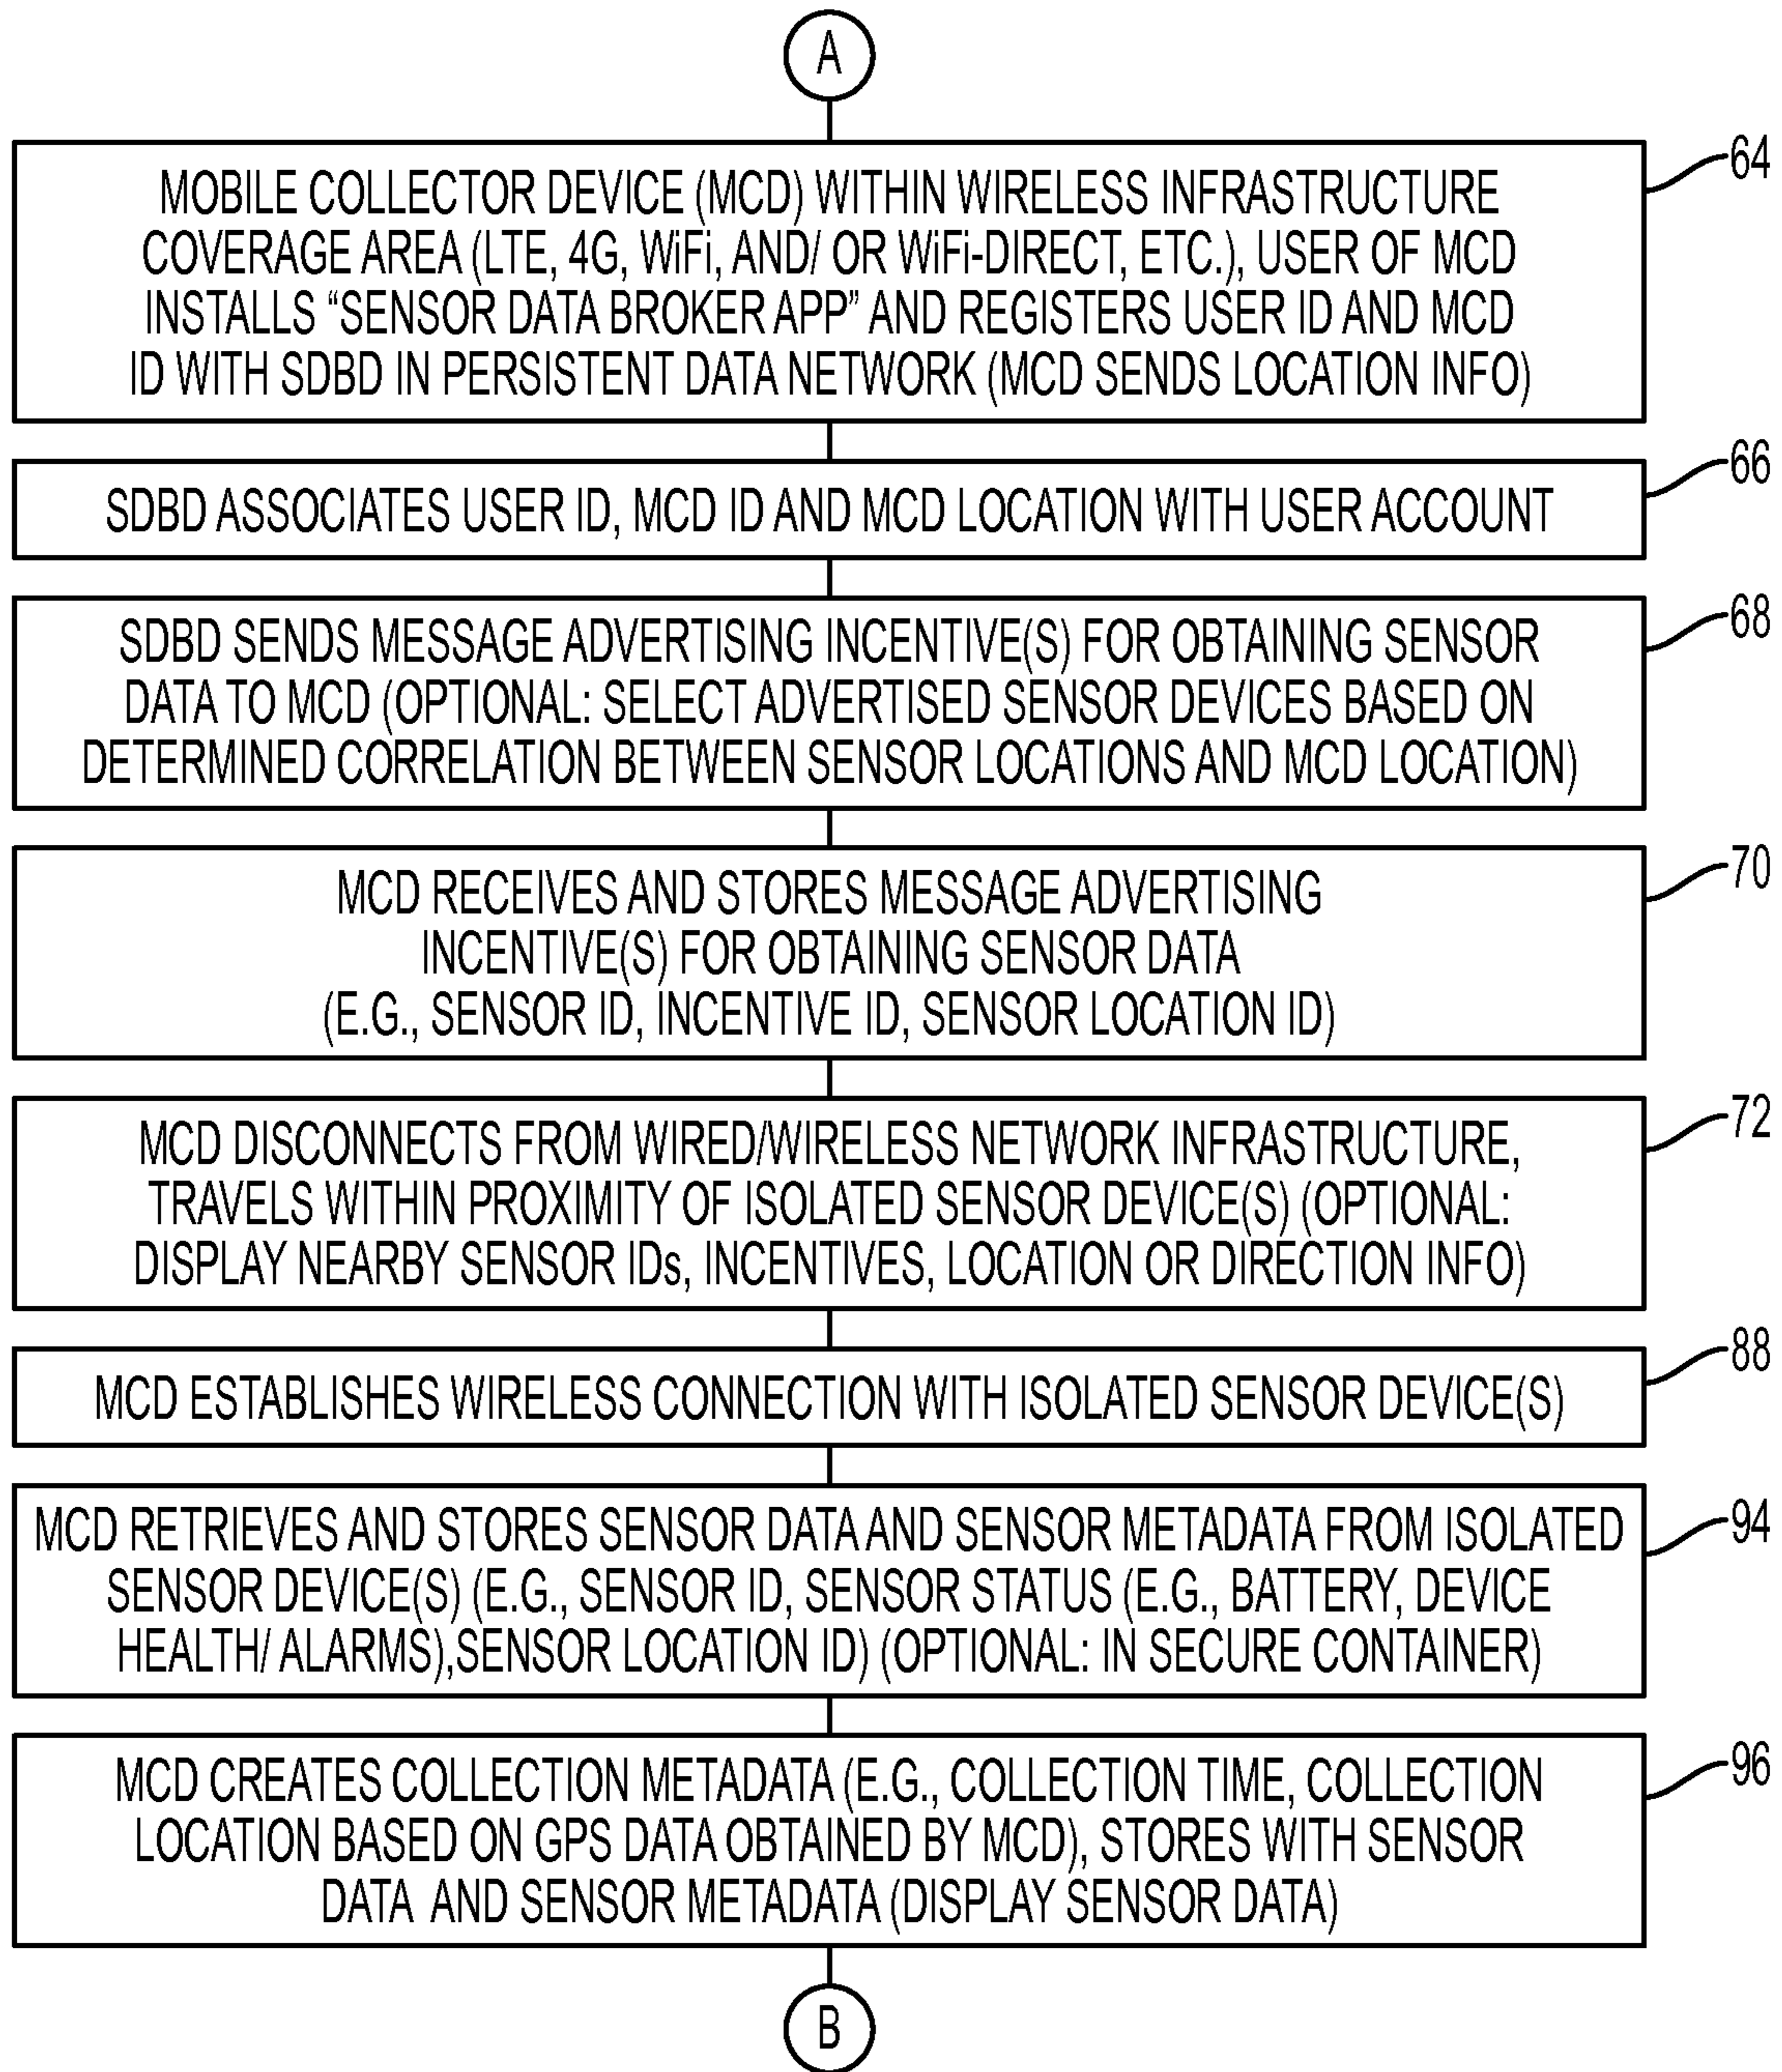 A
64
MOBILE COLLECTOR DEVICE (MCD) WITHIN WIRELESS INFRASTRUCTURE
COVERAGE AREA (LTE, 4G, WiFi, AND/ OR WiFi-DIRECT, ETC.), USER OF MCD
INSTALLS “SENSOR DATA BROKER APP” AND REGISTERS USER ID AND MCD
ID WITH SDBD IN PERSISTENT DATA NETWORK (MCD SENDS LOCATION INFO)
66
SDBD ASSOCIATES USER ID, MCD ID AND MCD LOCATION WITH USER ACCOUNT
68
SDBD SENDS MESSAGE ADVERTISING INCENTIVE(S) FOR OBTAINING SENSOR
DATA TO MCD (OPTIONAL: SELECT ADVERTISED SENSOR DEVICES BASED ON
DETERMINED CORRELATION BETWEEN SENSOR LOCATIONS AND MCD LOCATION)
70
MCD RECEIVES AND STORES MESSAGE ADVERTISING
INCENTIVE(S) FOR OBTAINING SENSOR DATA
(E.G., SENSOR ID, INCENTIVE ID, SENSOR LOCATION ID)
72
MCD DISCONNECTS FROM WIRED/WIRELESS NETWORK INFRASTRUCTURE,
TRAVELS WITHIN PROXIMITY OF ISOLATED SENSOR DEVICE(S) (OPTIONAL:
DISPLAY NEARBY SENSOR IDs, INCENTIVES, LOCATION OR DIRECTION INFO)
88
MCD ESTABLISHES WIRELESS CONNECTION WITH ISOLATED SENSOR DEVICE(S)
94
MCD RETRIEVES AND STORES SENSOR DATA AND SENSOR METADATA FROM ISOLATED
SENSOR DEVICE(S) (E.G., SENSOR ID, SENSOR STATUS (E.G., BATTERY, DEVICE
HEALTH/ ALARMS),SENSOR LOCATION ID) (OPTIONAL: IN SECURE CONTAINER)
96
MCD CREATES COLLECTION METADATA (E.G., COLLECTION TIME, COLLECTION
LOCATION BASED ON GPS DATA OBTAINED BY MCD), STORES WITH SENSOR
DATA AND SENSOR METADATA (DISPLAY SENSOR DATA)
B